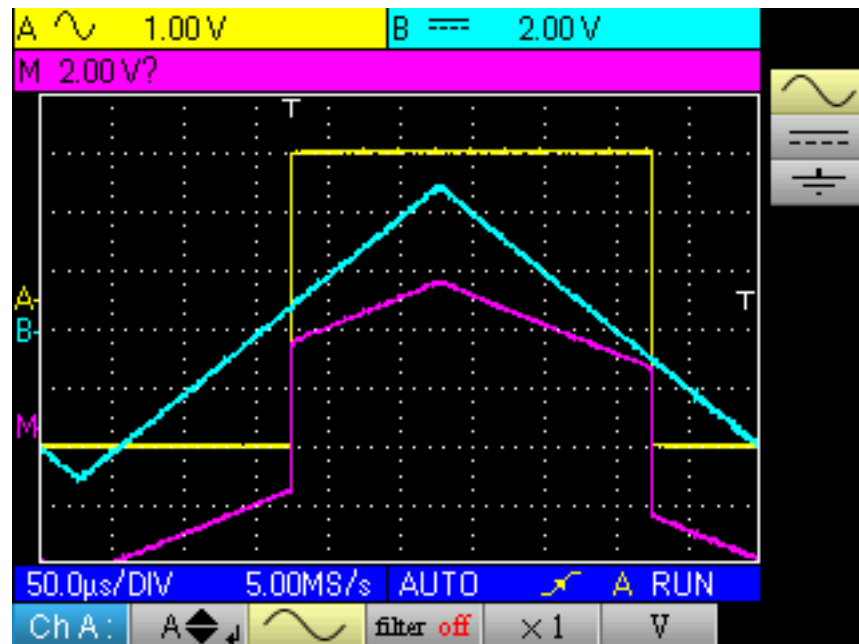 A 1.00 V B 2.00 V
M 2.00 V?
T
A
T
B
M
50.0µs/DIV 5.00MS/s AUTO A RUN
Ch A : A filter off ×1 V